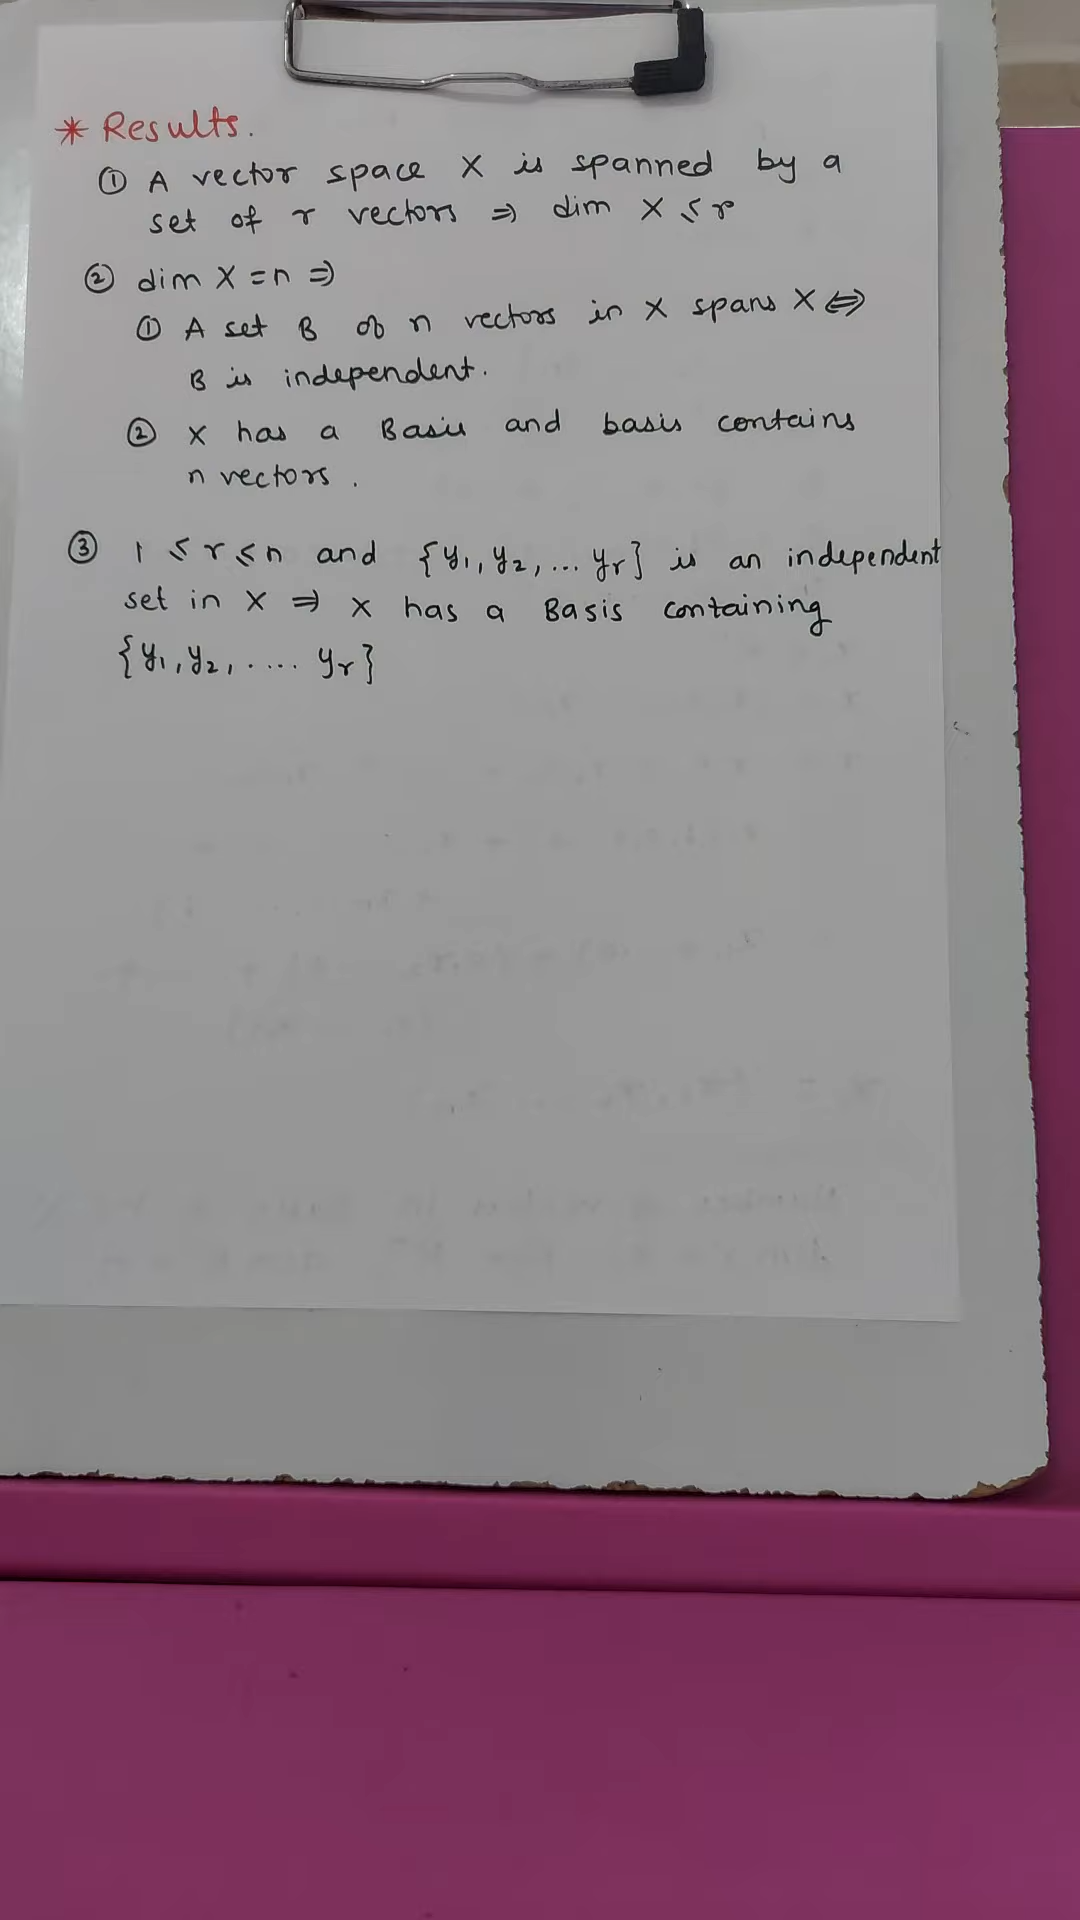 * Results.
① A vector space X is spanned by a
set of r vectors ⇒ dim X ≤ r
② dim X = n ⇒
① A set B of n vectors in X spans X ⇔
B is independent.
② X has a Basis and basis contains
n vectors.
③ 1 ≤ r ≤ n and {y₁, y₂, ... yᵣ} is an independent
set in X ⇒ X has a Basis containing
{y₁, y₂, .... yᵣ}